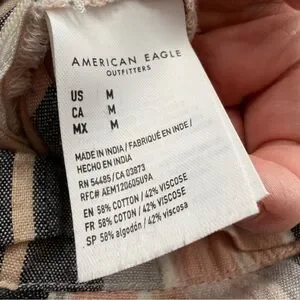 AMERICAN EAGLE
OUTFITTERS
US M
CA M
MX M
MADE IN INDIA / FABRIQUÉ EN INDE /
HECHO EN INDIA
RN 54485 / CA 03873
RFC# AEM120605U9A
EN 58% COTTON / 42% VISCOSE
FR 58% COTON / 42% VISCOSE
SP 58% algodón / 42% viscosa